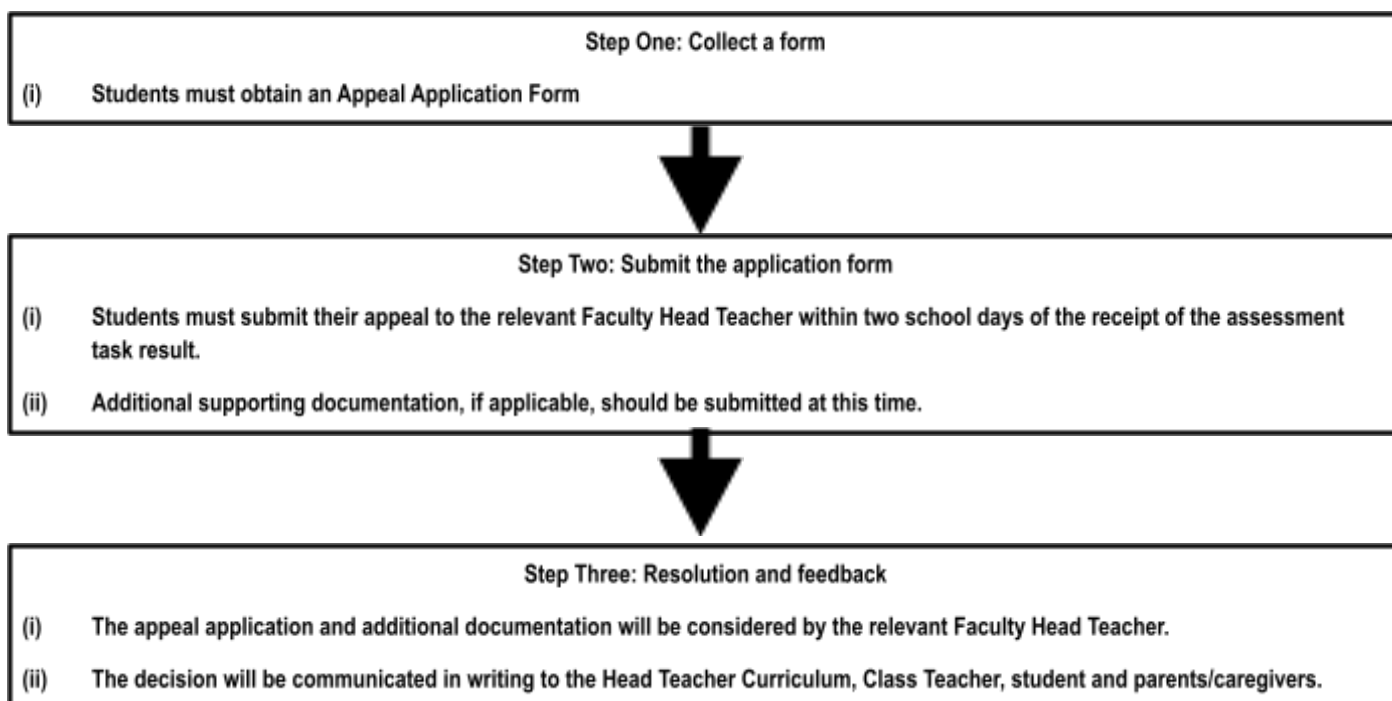 Step One: Collect a form
(i) Students must obtain an Appeal Application Form
Step Two: Submit the application form
(i) Students must submit their appeal to the relevant Faculty Head Teacher within two school days of the receipt of the assessment
task result.
(ii) Additional supporting documentation, if applicable, should be submitted at this time.
Step Three: Resolution and feedback
(i) The appeal application and additional documentation will be considered by the relevant Faculty Head Teacher.
(ii) The decision will be communicated in writing to the Head Teacher Curriculum, Class Teacher, student and parents/caregivers.